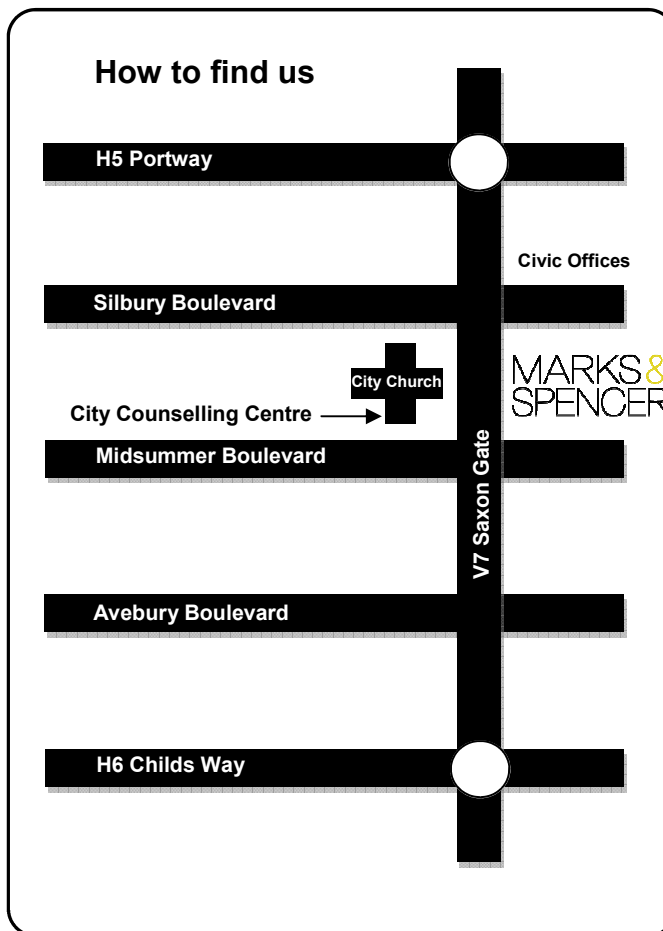 How to find us
H5 Portway
Civic Offices
Silbury Boulevard
MARKS &
SPENCER
City Church
City Counselling Centre
Midsummer Boulevard
V7 Saxon Gate
Avebury Boulevard
H6 Childs Way